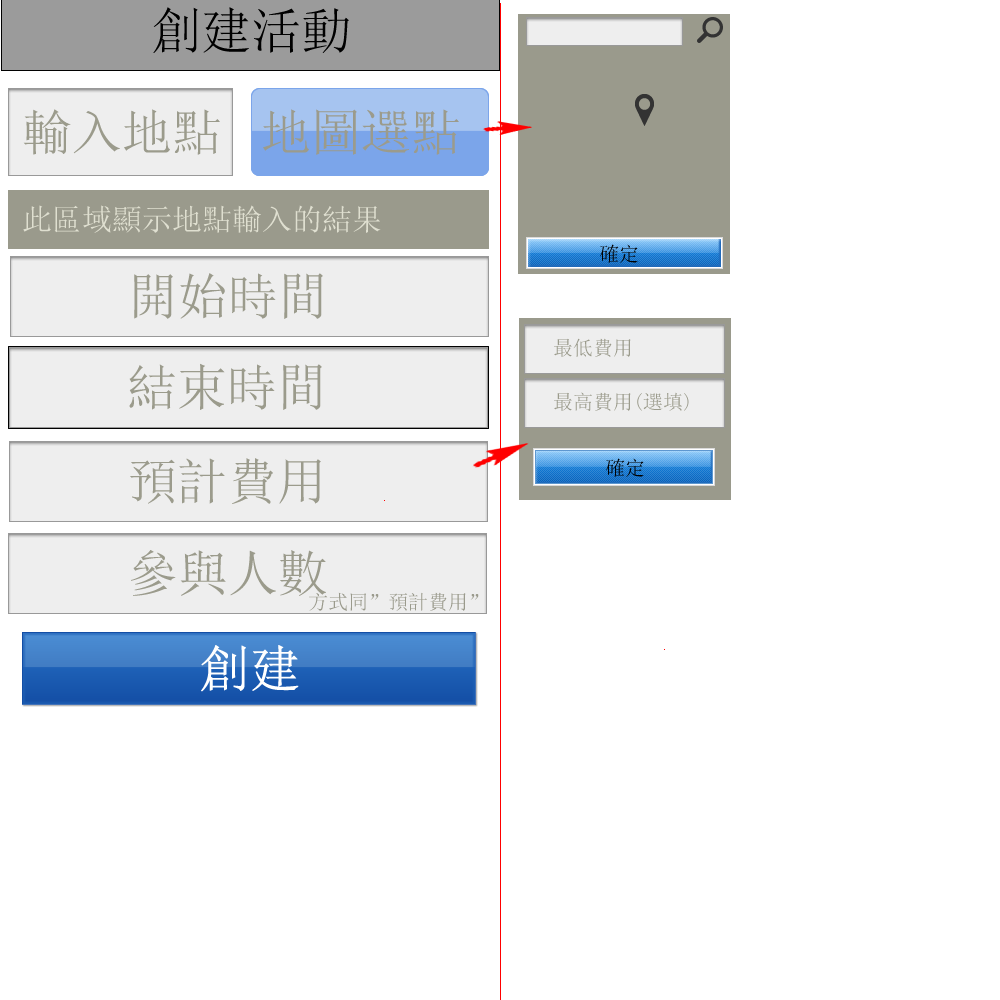 創建活動
輸入地點
地圖選點
此區域顯示地點輸入的結果
開始時間
結束時間
預計費用
參與人數
方式同”預計費用”
創建
確定
最低費用
最高費用(選填)
確定